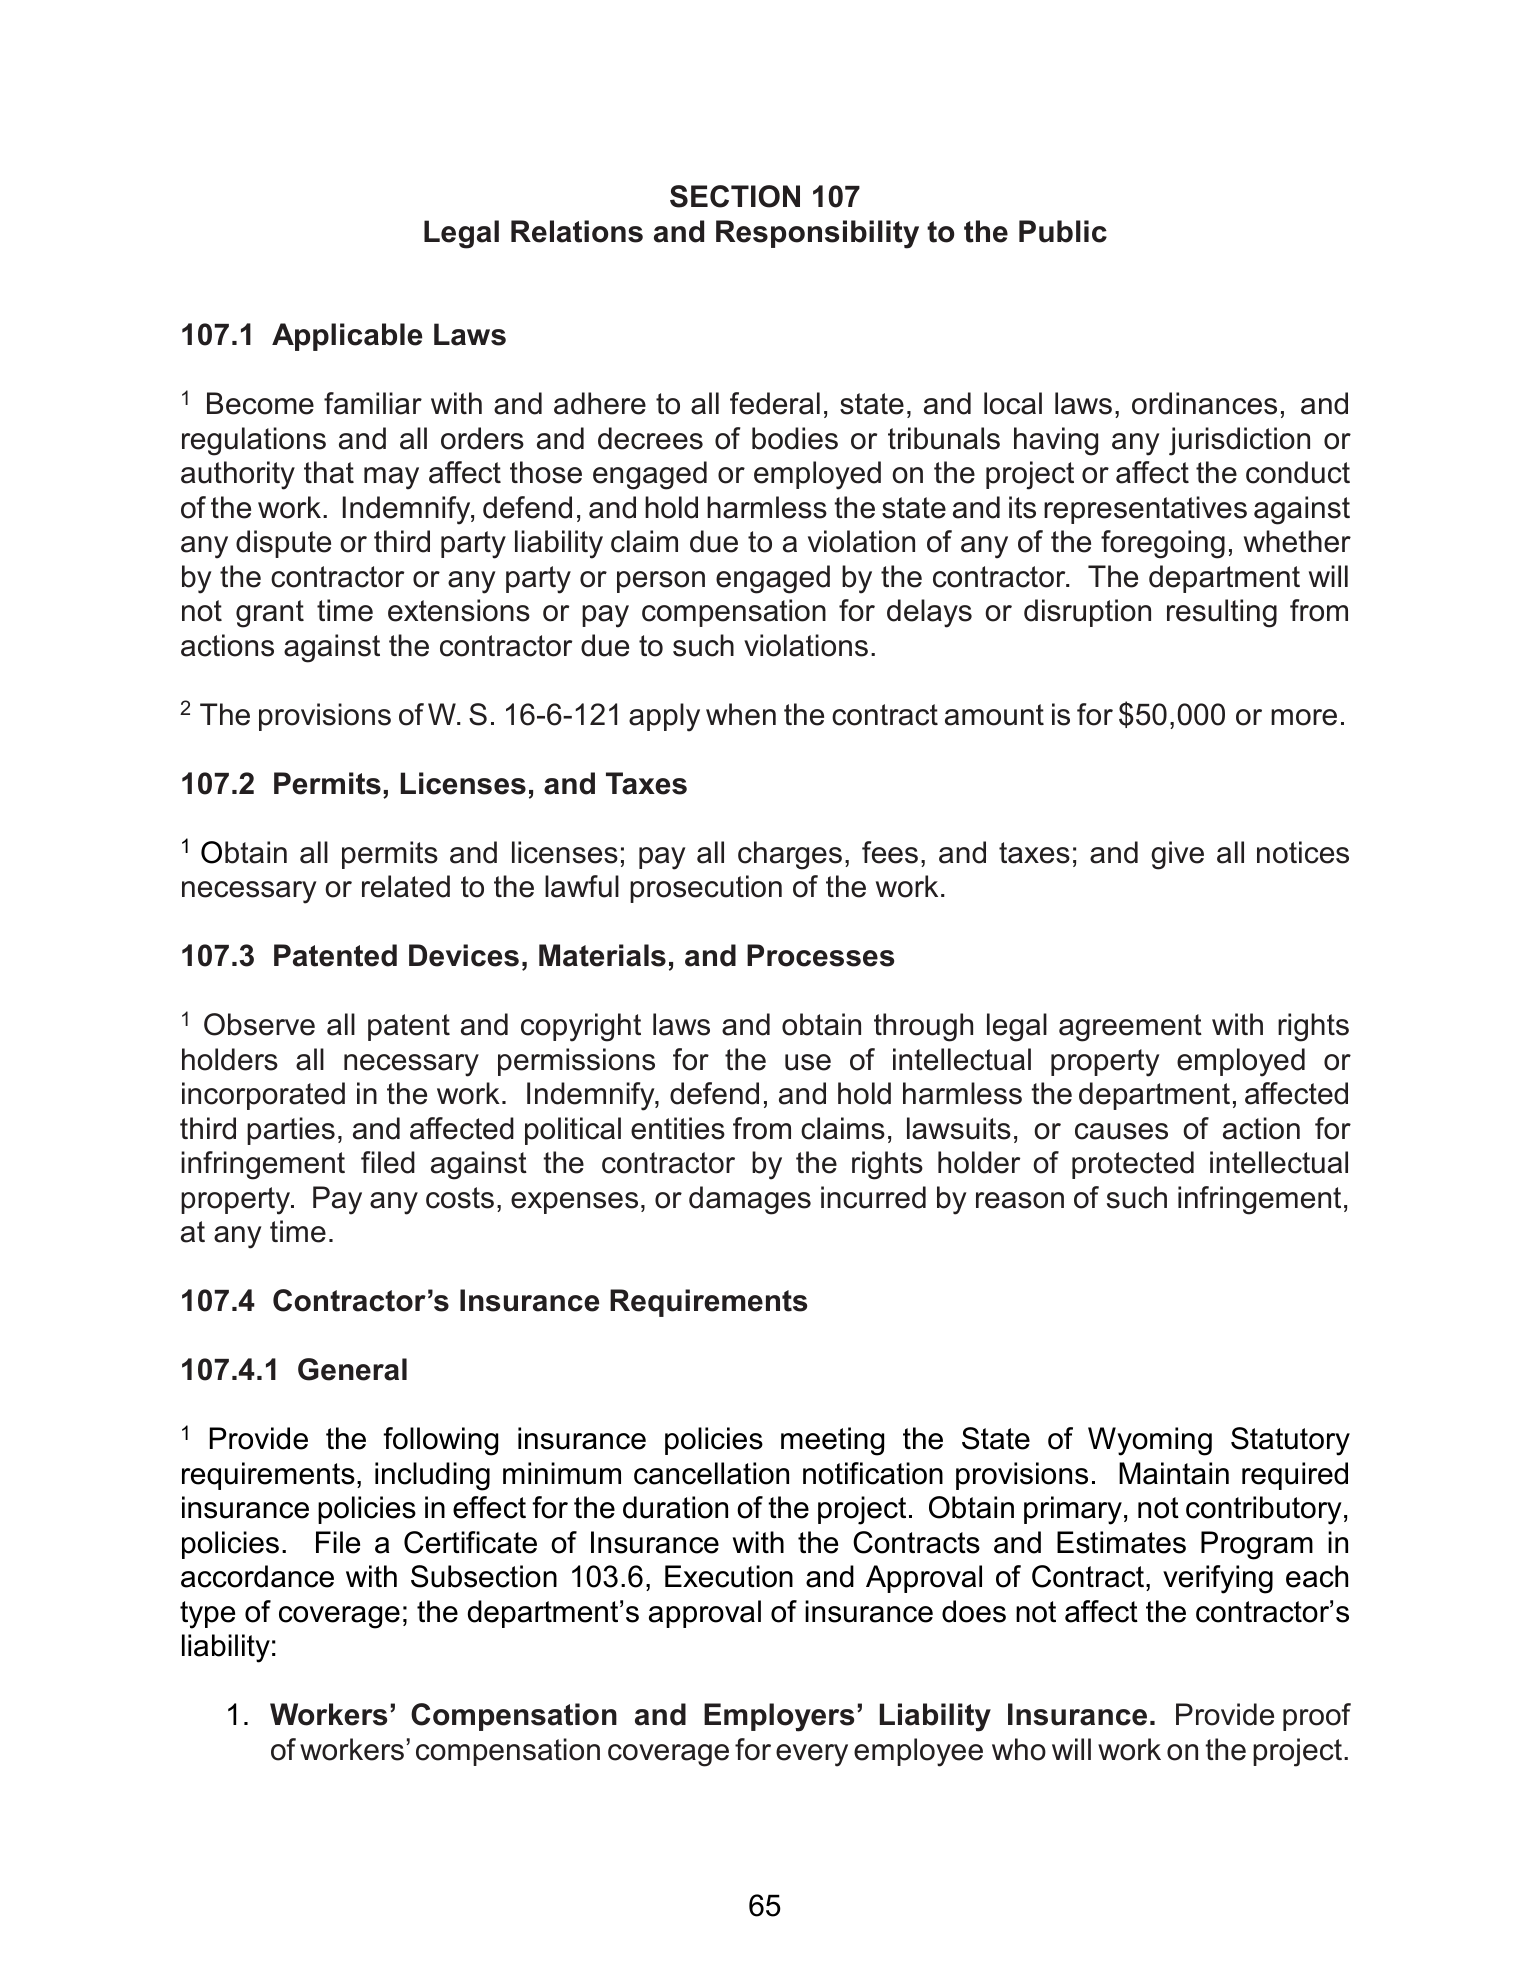 SECTION 107
Legal Relations and Responsibility to the Public
107.1 Applicable Laws
1 Become familiar with and adhere to all federal, state, and local laws, ordinances, and
regulations and all orders and decrees of bodies or tribunals having any jurisdiction or
authority that may affect those engaged or employed on the project or affect the conduct
of the work. Indemnify, defend, and hold harmless the state and its representatives against
any dispute or third party liability claim due to a violation of any of the foregoing, whether
by the contractor or any party or person engaged by the contractor. The department will
not grant time extensions or pay compensation for delays or disruption resulting from
actions against the contractor due to such violations.
2 The provisions of W. S. 16-6-121 apply when the contract amount is for $50,000 or more.
107.2 Permits, Licenses, and Taxes
1 Obtain all permits and licenses; pay all charges, fees, and taxes; and give all notices
necessary or related to the lawful prosecution of the work.
107.3 Patented Devices, Materials, and Processes
1 Observe all patent and copyright laws and obtain through legal agreement with rights
holders all necessary permissions for the use of intellectual property employed or
incorporated in the work. Indemnify, defend, and hold harmless the department, affected
third parties, and affected political entities from claims, lawsuits, or causes of action for
infringement filed against the contractor by the rights holder of protected intellectual
property. Pay any costs, expenses, or damages incurred by reason of such infringement,
at any time.
107.4 Contractor’s Insurance Requirements
107.4.1 General
1 Provide the following insurance policies meeting the State of Wyoming Statutory
requirements, including minimum cancellation notification provisions. Maintain required
insurance policies in effect for the duration of the project. Obtain primary, not contributory,
policies. File a Certificate of Insurance with the Contracts and Estimates Program in
accordance with Subsection 103.6, Execution and Approval of Contract, verifying each
type of coverage; the department’s approval of insurance does not affect the contractor’s
liability:
1. Workers’ Compensation and Employers’ Liability Insurance. Provide proof
of workers’ compensation coverage for every employee who will work on the project.
65